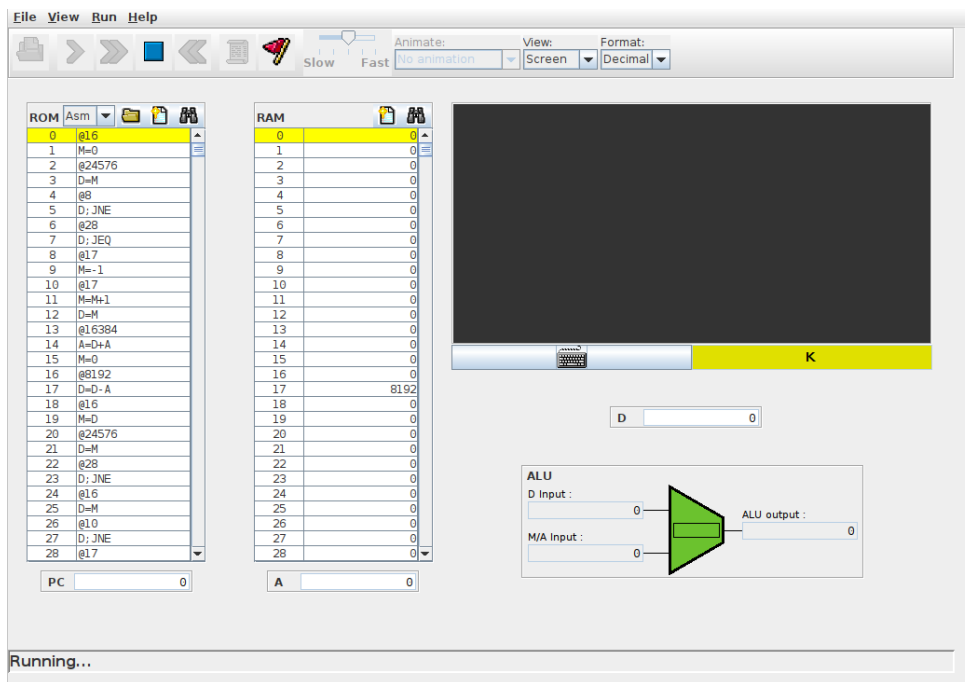 File View Run Help
Slow Fast
Animate: View: Format:
No animation Screen Decimal
ROM Asm
0 @16
1 M=0
2 @24576
3 D=M
4 @8
5 D;JNE
6 @28
7 D;JEQ
8 @17
9 M=-1
10 @17
11 M=M+1
12 D=M
13 @16384
14 A=D+A
15 M=0
16 @8192
17 D=D-A
18 @16
19 M=D
20 @24576
21 D=M
22 @28
23 D;JNE
24 @16
25 D=M
26 @10
27 D;JNE
28 @17
PC 0
RAM
0 0
1 0
2 0
3 0
4 0
5 0
6 0
7 0
8 0
9 0
10 0
11 0
12 0
13 0
14 0
15 0
16 0
17 8192
18 0
19 0
20 0
21 0
22 0
23 0
24 0
25 0
26 0
27 0
28 0
A 0
K
D 0
ALU
D Input :
0
M/A Input :
0
ALU output :
0
Running...